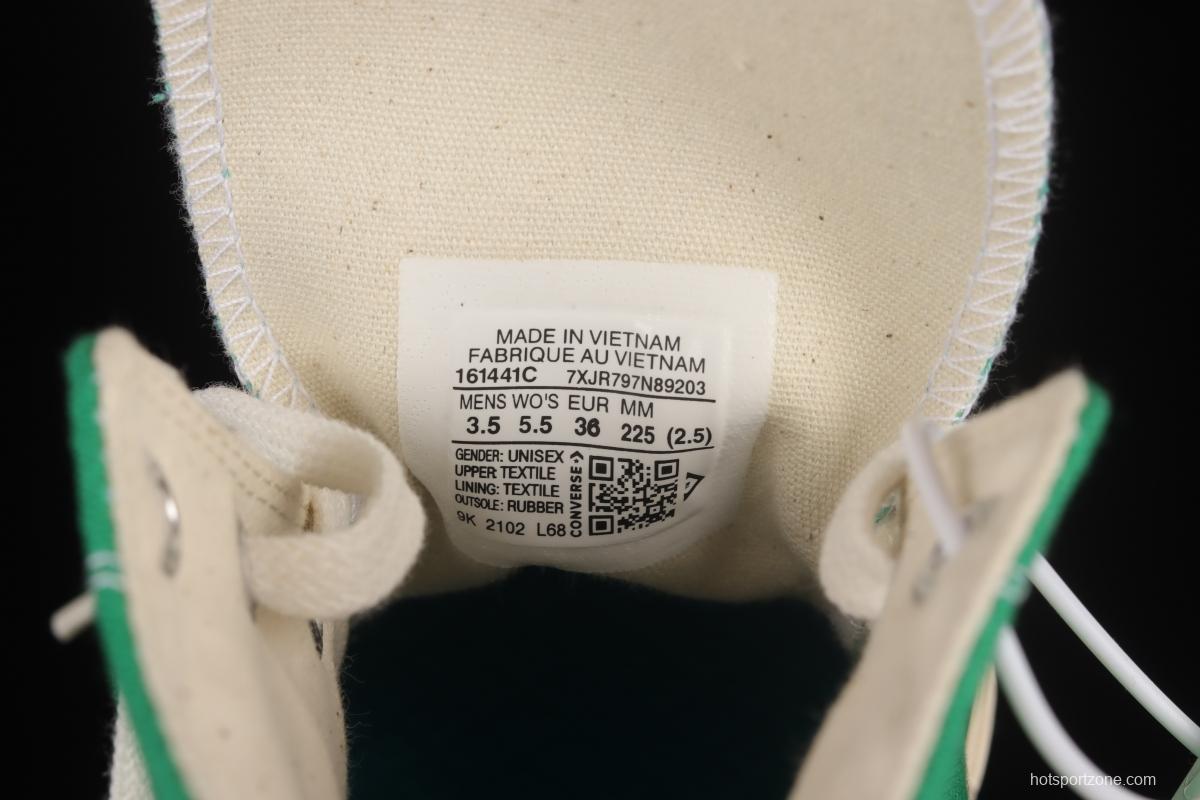 MADE IN VIETNAM
FABRIQUE AU VIETNAM
161441C 7XJR797N89203
MENS WO'S EUR MM
3.5 5.5 36 225 (2.5)
GENDER: UNISEX
UPPER TEXTILE
LINING: TEXTILE
OUTSOLE: RUBBER
9K 2102 L68
CONVERSE
hotsportzone.com